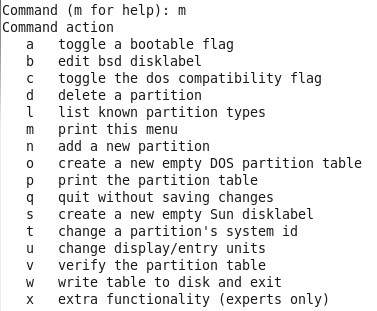 Command (m for help): m
Command action
   a   toggle a bootable flag
   b   edit bsd disklabel
   c   toggle the dos compatibility flag
   d   delete a partition
   l   list known partition types
   m   print this menu
   n   add a new partition
   o   create a new empty DOS partition table
   p   print the partition table
   q   quit without saving changes
   s   create a new empty Sun disklabel
   t   change a partition's system id
   u   change display/entry units
   v   verify the partition table
   w   write table to disk and exit
   x   extra functionality (experts only)